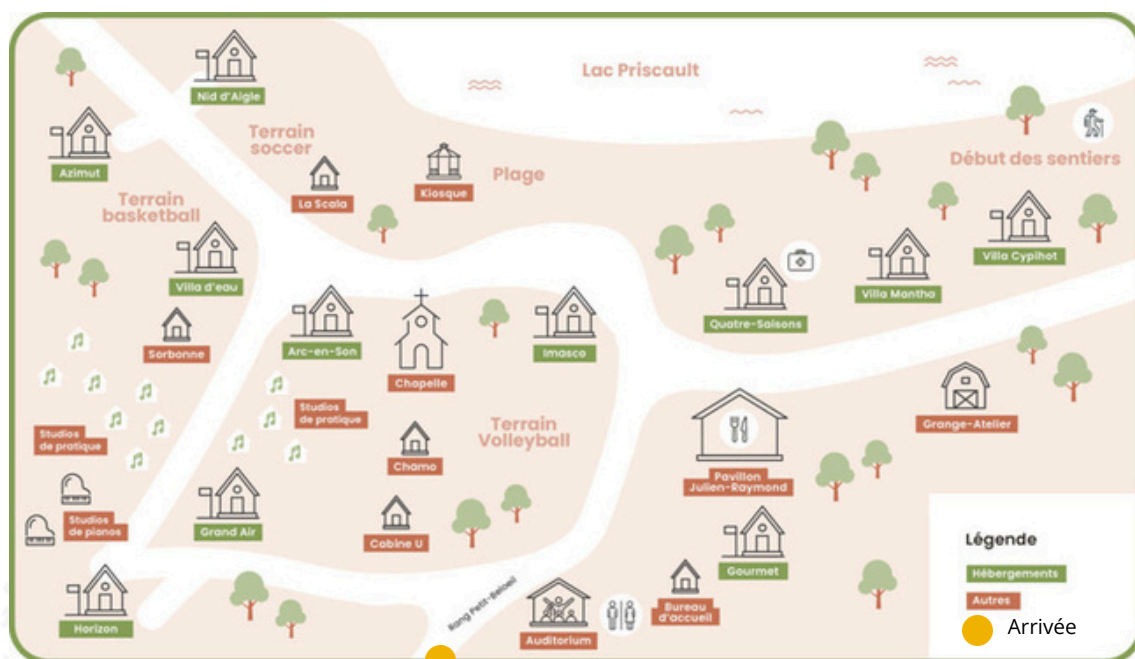 Lac Priscault
Nid d'Aigle
Terrain
soccer
Début des sentiers
Azimut
La Scala
Kiosque
Plage
Terrain
basketball
Villa Cypihot
Villa d'eau
Villa Mantha
Quatre-Saisons
Sorbonne
Arc-en-Son
Imasco
Chapelle
Studios
de pratique
Terrain
Volleyball
Grange-Atelier
Studios
de pratique
Chamo
Pavillon
Julien-Raymond
Studios
de pianos
Grand Air
Cabine U
Légende
Gourmet
Hébergements
Rang Petit-Beloeil
Bureau
d'accueil
Autres
Horizon
Auditorium
Arrivée